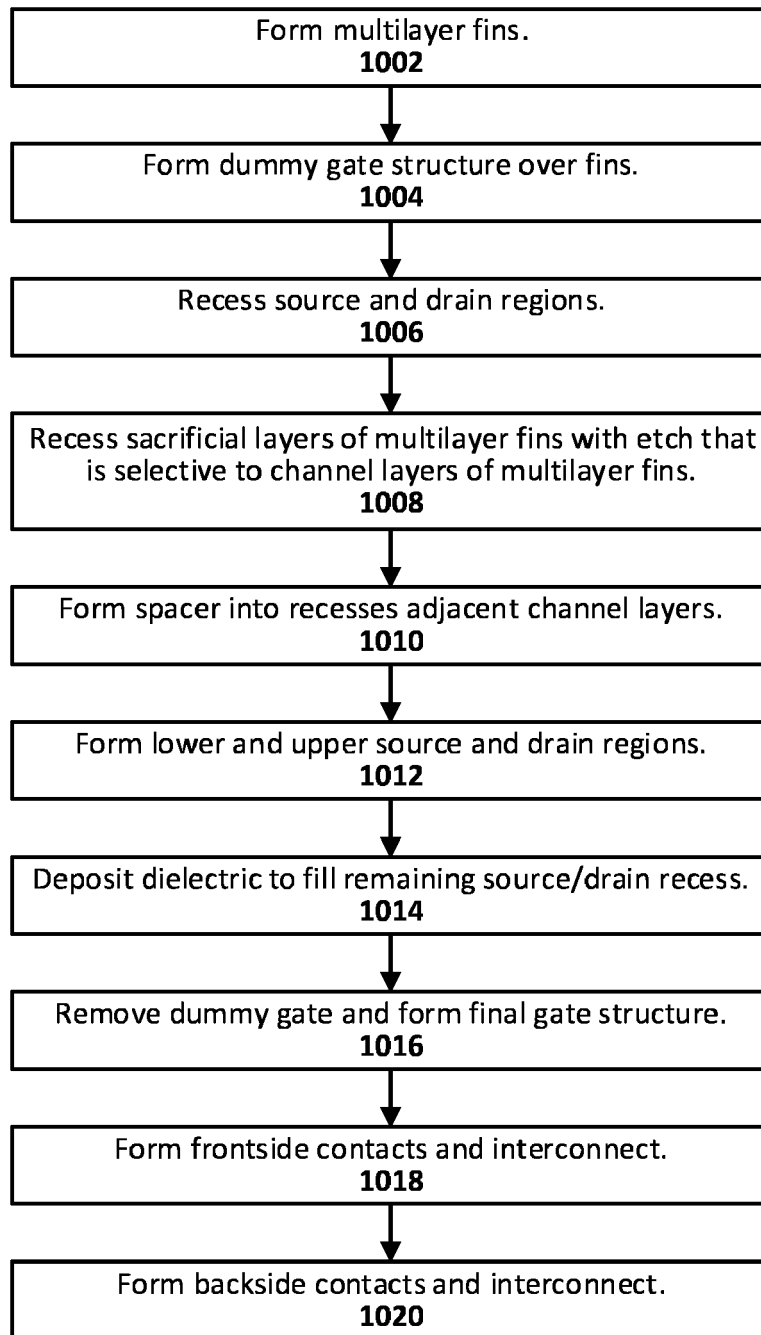 Form multilayer fins.
1002
Form dummy gate structure over fins.
1004
Recess source and drain regions.
1006
Recess sacrificial layers of multilayer fins with etch that
is selective to channel layers of multilayer fins.
1008
Form spacer into recesses adjacent channel layers.
1010
Form lower and upper source and drain regions.
1012
Deposit dielectric to fill remaining source/drain recess.
1014
Remove dummy gate and form final gate structure.
1016
Form frontside contacts and interconnect.
1018
Form backside contacts and interconnect.
1020